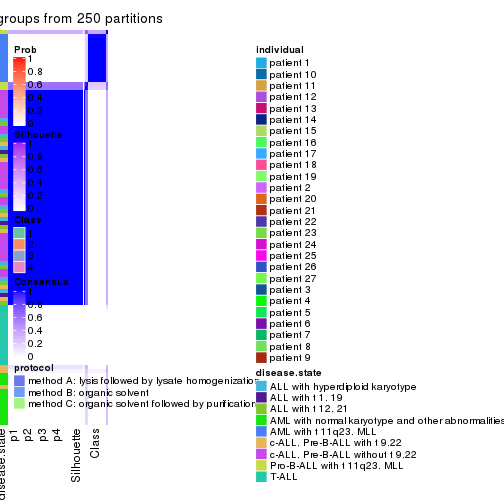 groups from 250 partitions
Prob
1
0.8
0.6
0.4
0.2
0
Silhouette
1
0.8
0.6
0.4
0.2
0
Class
1
2
3
4
Consensus
1
0.8
0.6
0.4
0.2
0
protocol
method A: lysis followed by lysate homogenization
method B: organic solvent
method C: organic solvent followed by purification
disease.state
p1
p2
p3
p4
Silhouette
Class
individual
patient 1
patient 10
patient 11
patient 12
patient 13
patient 14
patient 15
patient 16
patient 17
patient 18
patient 19
patient 2
patient 20
patient 21
patient 22
patient 23
patient 24
patient 25
patient 26
patient 27
patient 3
patient 4
patient 5
patient 6
patient 7
patient 8
patient 9
disease.state
ALL with hyperdiploid karyotype
ALL with t 1. 19
ALL with t 12. 21
AML with normal karyotype and other abnormalities
AML with t 11q23. MLL
c-ALL. Pre-B-ALL with t 9.22
c-ALL. Pre-B-ALL without t 9.22
Pro-B-ALL with t 11q23. MLL
T-ALL